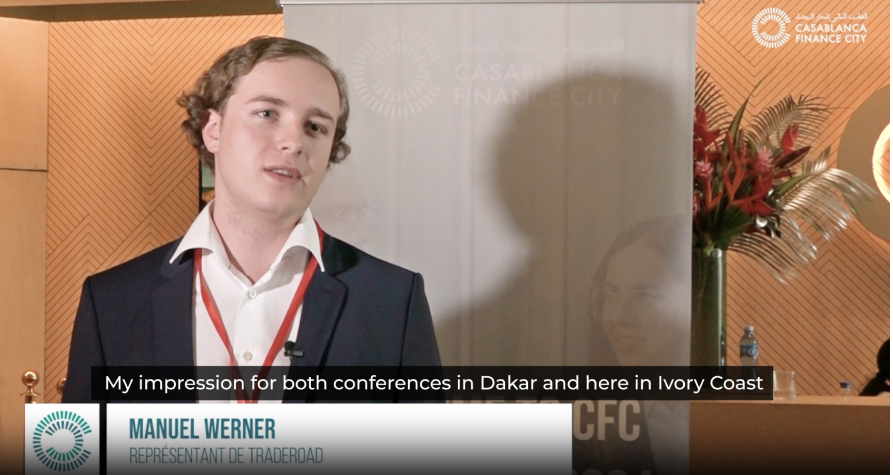 القطب المالي للدار البيضاء
CASABLANCA
FINANCE CITY
CASABLANCA
FINANCE CITY
My impression for both conferences in Dakar and here in Ivory Coast
CFC
MANUEL WERNER
REPRÉSENTANT DE TRADEROAD